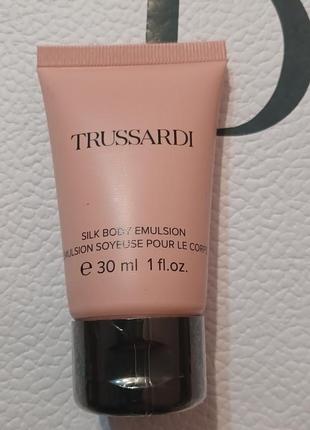 TRUSSARDI
SILK BODY EMULSION
MULSION SOYEUSE POUR LE CORPS
e 30 ml 1 fl.oz.